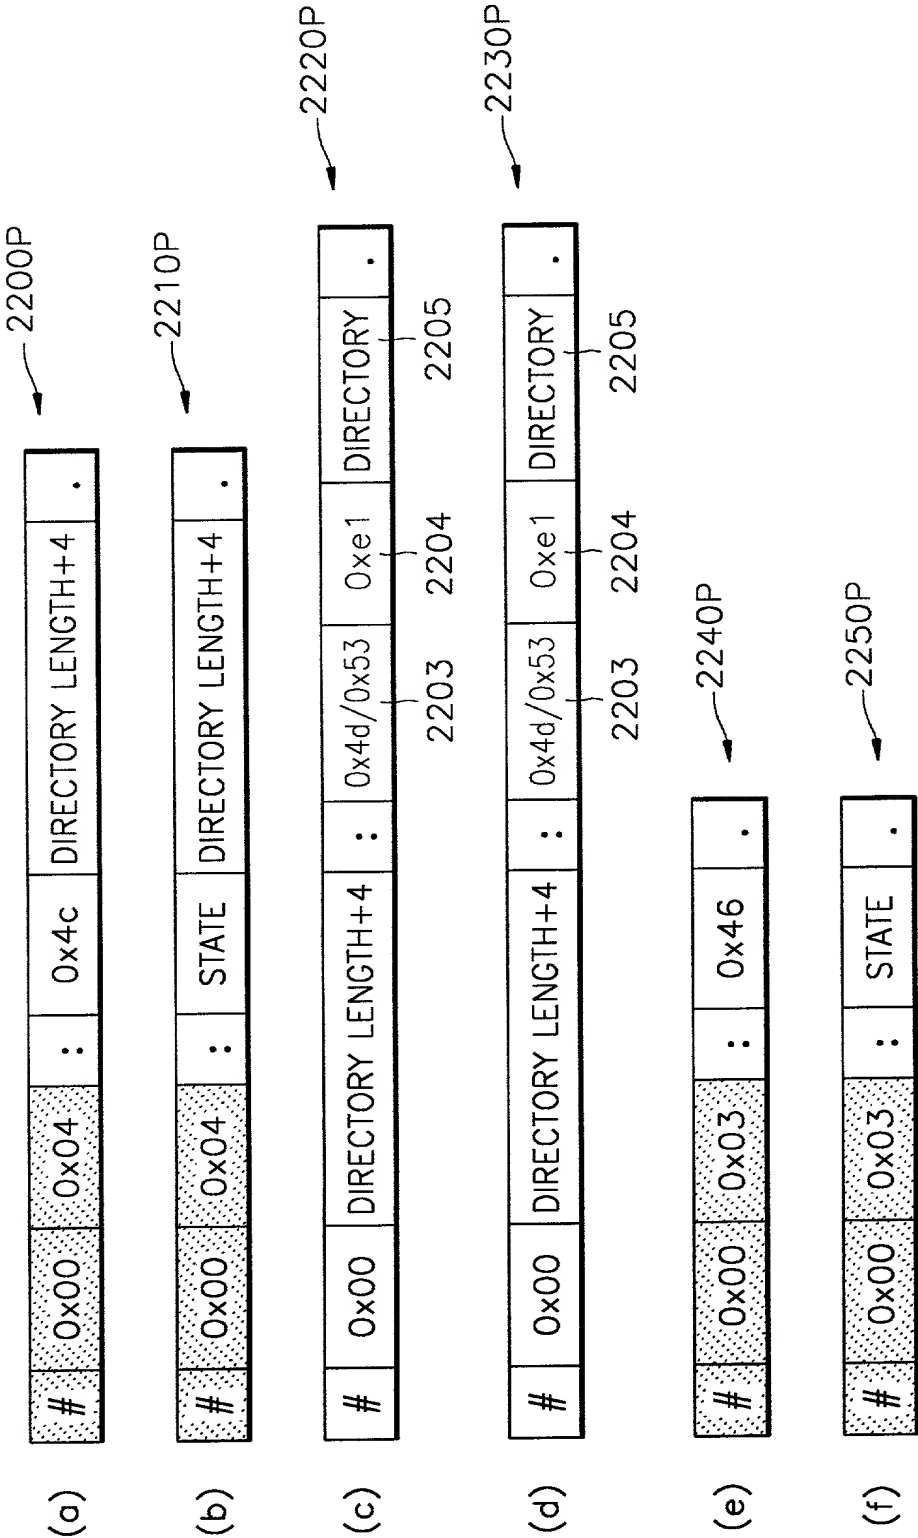 (a) # 0x00 0x04 : 0x4c DIRECTORY LENGTH+4 . 2200P
(b) # 0x00 0x04 : STATE DIRECTORY LENGTH+4 . 2210P
(c) # 0x00 DIRECTORY LENGTH+4 : 0x4d/0x53 0xe1 DIRECTORY . 2220P
2203 2204 2205
(d) # 0x00 DIRECTORY LENGTH+4 : 0x4d/0x53 0xe1 DIRECTORY . 2230P
2203 2204 2205
(e) # 0x00 0x03 : 0x46 . 2240P
(f) # 0x00 0x03 : STATE . 2250P